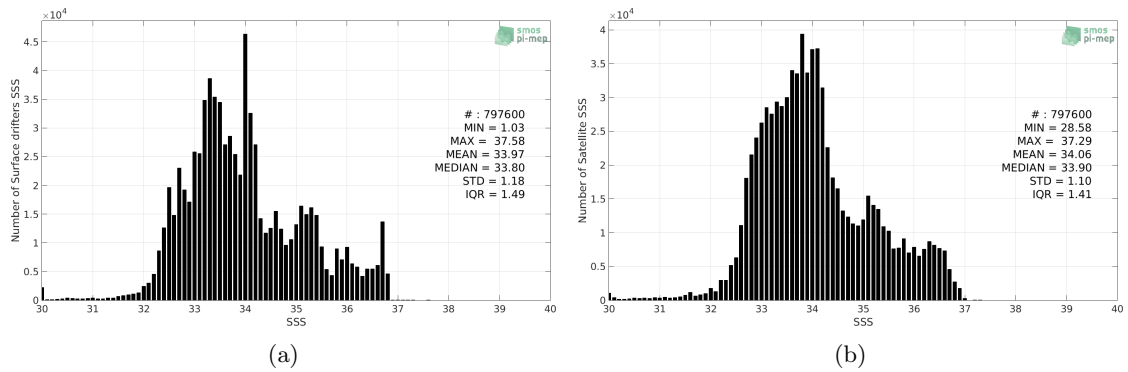 ×10⁴
4.5
4
3.5
3
2.5
2
1.5
1
0.5
0
Number of Surface drifters SSS
smos
pi-mep
# : 797600
MIN = 1.03
MAX = 37.58
MEAN = 33.97
MEDIAN = 33.80
STD = 1.18
IQR = 1.49
30 31 32 33 34 35 36 37 38 39 40
SSS
(a)
×10⁴
4
3.5
3
2.5
2
1.5
1
0.5
0
Number of Satellite SSS
smos
pi-mep
# : 797600
MIN = 28.58
MAX = 37.29
MEAN = 34.06
MEDIAN = 33.90
STD = 1.10
IQR = 1.41
30 31 32 33 34 35 36 37 38 39 40
SSS
(b)